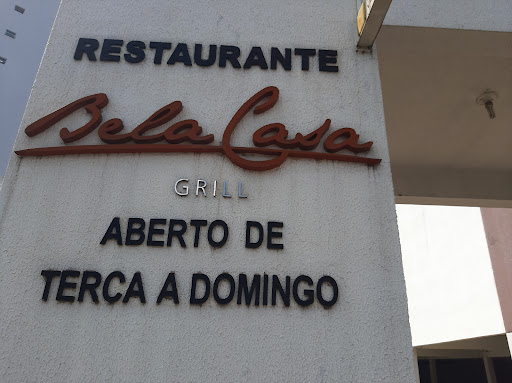 RESTAURANTE
Bela Casa
GRILL
ABERTO DE
TERCA A DOMINGO